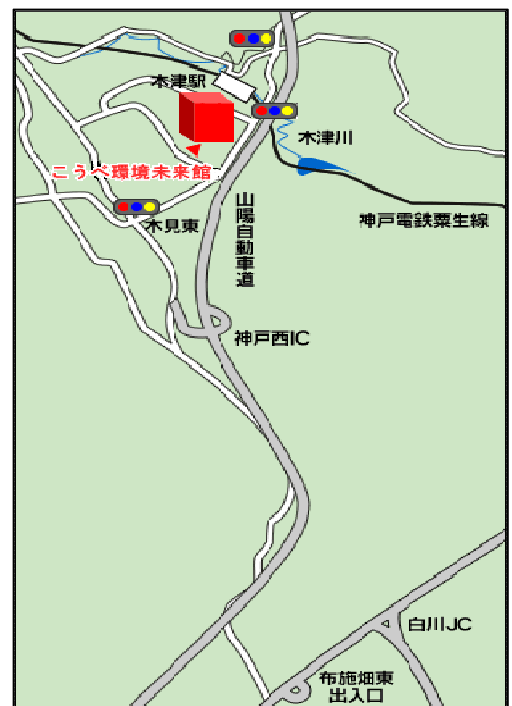 木津駅
木津川
こうべ環境未来館
神戸電鉄粟生線
木見東
山陽自動車道
神戸西IC
白川JC
布施畑東
出入口